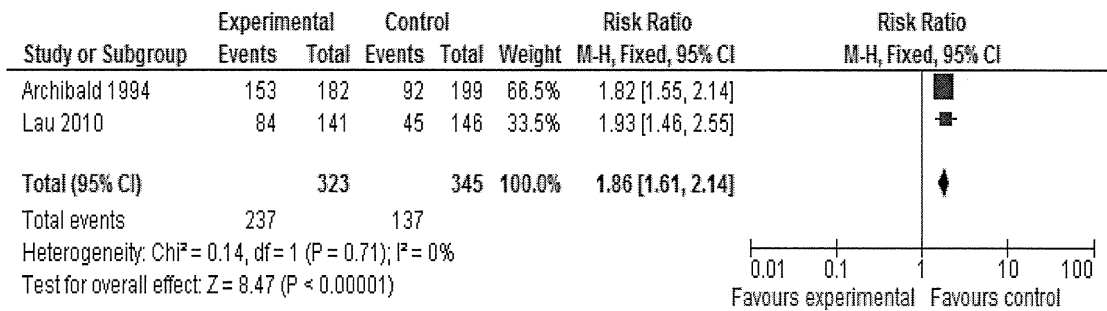 Experimental Control Risk Ratio Risk Ratio
Study or Subgroup Events Total Events Total Weight M-H, Fixed, 95% CI M-H, Fixed, 95% CI
Archibald 1994 153 182 92 199 66.5% 1.82 [1.55, 2.14]
Lau 2010 84 141 45 146 33.5% 1.93 [1.46, 2.55]
Total (95% CI) 323 345 100.0% 1.86 [1.61, 2.14]
Total events 237 137
Heterogeneity: Chi² = 0.14, df = 1 (P = 0.71); I² = 0%
Test for overall effect: Z = 8.47 (P < 0.00001)
0.01 0.1 1 10 100
Favours experimental Favours control